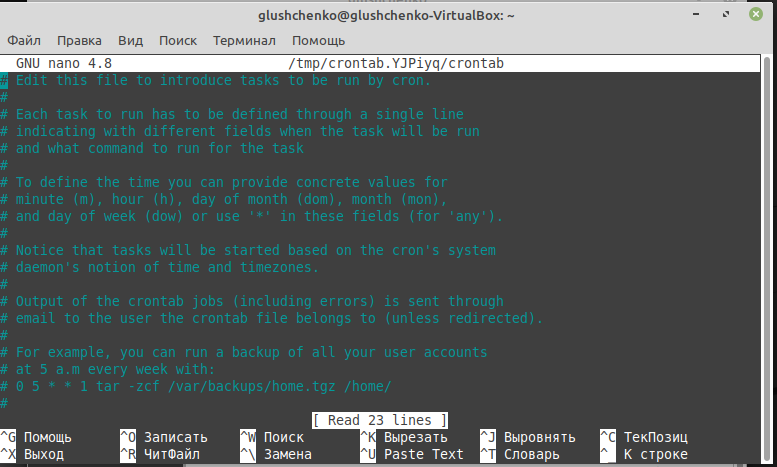 glushchenko@glushchenko-VirtualBox: ~
Файл Правка Вид Поиск Терминал Помощь
GNU nano 4.8 /tmp/crontab.YJPiyq/crontab
# Edit this file to introduce tasks to be run by cron.
#
# Each task to run has to be defined through a single line
# indicating with different fields when the task will be run
# and what command to run for the task
#
# To define the time you can provide concrete values for
# minute (m), hour (h), day of month (dom), month (mon),
# and day of week (dow) or use '*' in these fields (for 'any').
#
# Notice that tasks will be started based on the cron's system
# daemon's notion of time and timezones.
#
# Output of the crontab jobs (including errors) is sent through
# email to the user the crontab file belongs to (unless redirected).
#
# For example, you can run a backup of all your user accounts
# at 5 a.m every week with:
# 0 5 * * 1 tar -zcf /var/backups/home.tgz /home/
#
[ Read 23 lines ]
^G Помощь ^O Записать ^W Поиск ^K Вырезать ^J Выровнять ^C ТекПозиц
^X Выход ^R ЧитФайл ^\ Замена ^U Paste Text ^T Словарь ^_ К строке